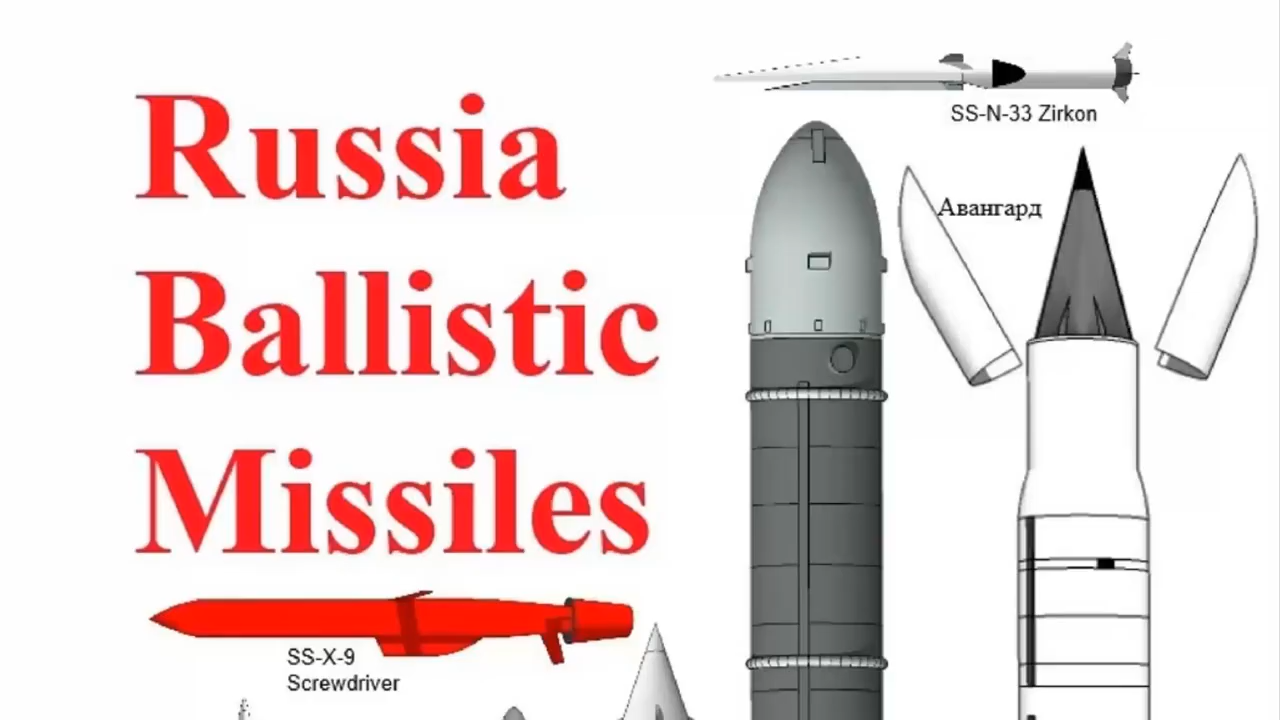 Russia
Ballistic
Missiles
SS-N-33 Zirkon
Авангард
SS-X-9
Screwdriver